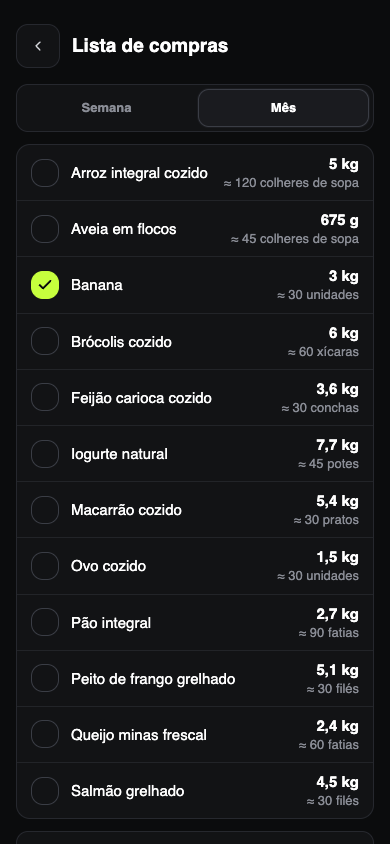 Lista de compras
Semana
Mês
Arroz integral cozido
5 kg
≈ 120 colheres de sopa
Aveia em flocos
675 g
≈ 45 colheres de sopa
Banana
3 kg
≈ 30 unidades
Brócolis cozido
6 kg
≈ 60 xícaras
Feijão carioca cozido
3,6 kg
≈ 30 conchas
Iogurte natural
7,7 kg
≈ 45 potes
Macarrão cozido
5,4 kg
≈ 30 pratos
Ovo cozido
1,5 kg
≈ 30 unidades
Pão integral
2,7 kg
≈ 90 fatias
Peito de frango grelhado
5,1 kg
≈ 30 filés
Queijo minas frescal
2,4 kg
≈ 60 fatias
Salmão grelhado
4,5 kg
≈ 30 filés